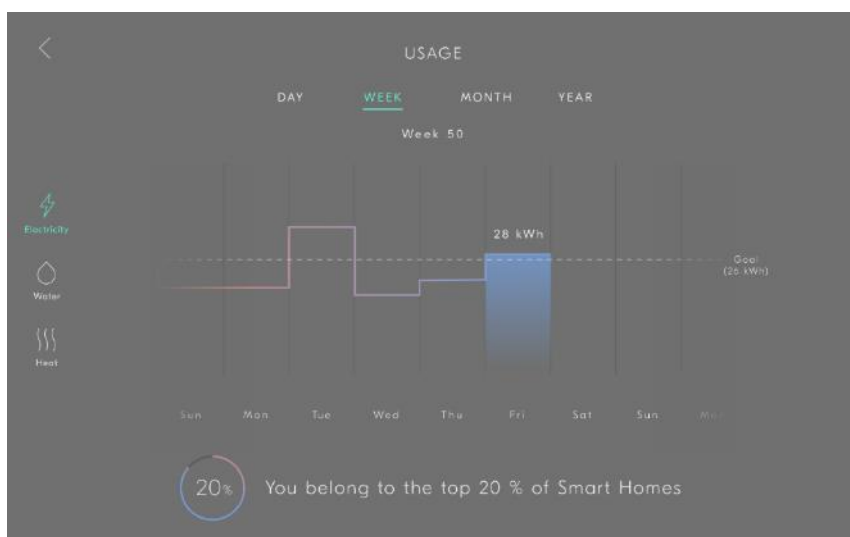 USAGE
DAY WEEK MONTH YEAR
Week 50
Electricity
Water
Heat
28 kWh
Goal
(26 kWh)
Sun Mon Tue Wed Thu Fri Sat Sun
20%
You belong to the top 20 % of Smart Homes